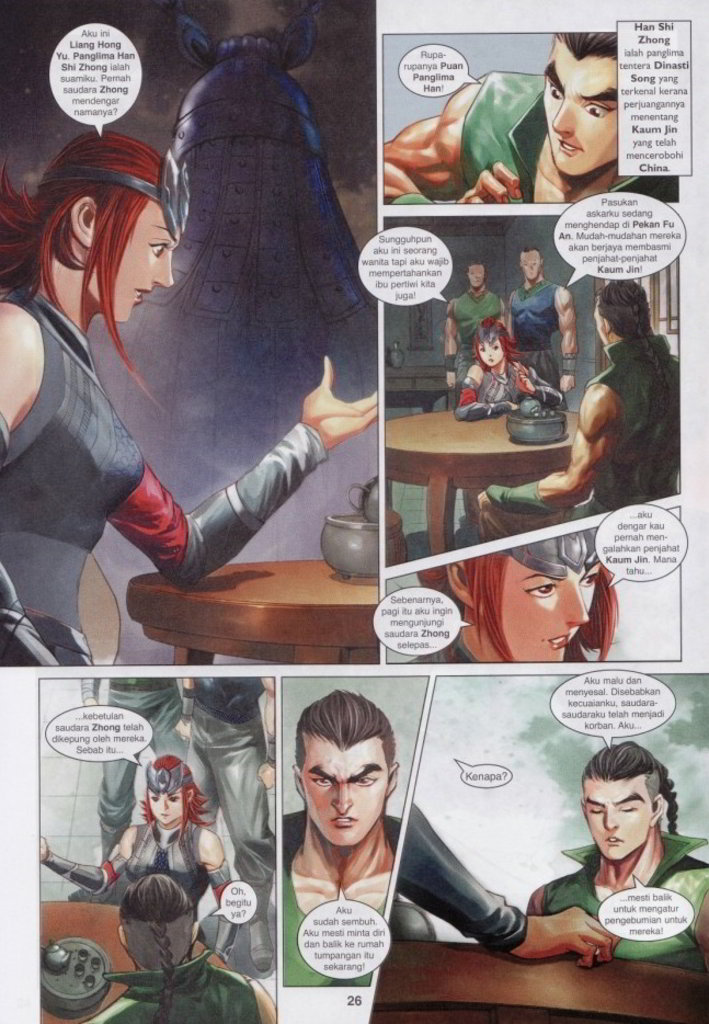 Aku ini
Liang Hong
Yu. Panglima Han
Shi Zhong ialah
suamiku. Pernah
saudara Zhong
mendengar
namanya?
Rupa-
rupanya Puan
Panglima
Han!
Han Shi
Zhong
ialah panglima
tentera Dinasti
Song yang
terkenal kerana
perjuangannya
menentang
Kaum Jin
yang telah
mencerobohi
China.
Sungguhpun
aku ini seorang
wanita tapi aku wajib
mempertahankan
ibu pertiwi kita
juga!
Pasukan
askarku sedang
menghendap di Pekan Fu
An. Mudah-mudahan mereka
akan berjaya membasmi
penjahat-penjahat
Kaum Jin!
...aku
dengar kau
pernah men-
galahkan penjahat
Kaum Jin. Mana
tahu...
Sebenarnya,
pagi itu aku ingin
mengunjungi
saudara Zhong
selepas...
...kebetulan
saudara Zhong telah
dikepung oleh mereka.
Sebab itu...
Oh,
begitu
ya?
Aku
sudah sembuh.
Aku mesti minta diri
dan balik ke rumah
tumpangan itu
sekarang!
Kenapa?
Aku malu dan
menyesal. Disebabkan
kecuaianku, saudara-
saudaraku telah menjadi
korban. Aku...
...mesti balik
untuk mengatur
pengebumian untuk
mereka!
26